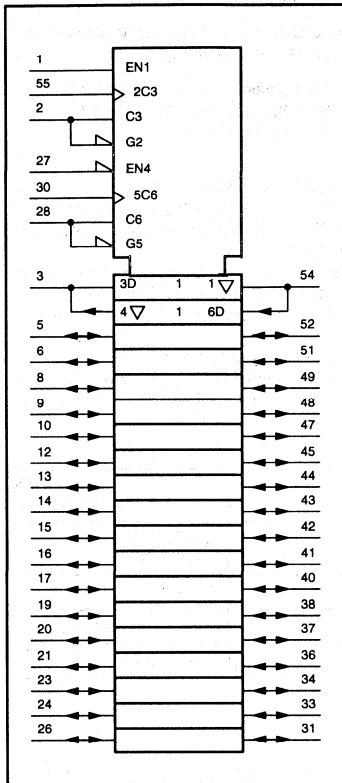 1 EN1
55 2C3
2 C3
G2
27 EN4
30 5C6
28 C6
G5
3 3D 1 1 ▽ 54
4 ▽ 1 6D
5 52
6 51
8 49
9 48
10 47
12 45
13 44
14 43
15 42
16 41
17 40
19 38
20 37
21 36
23 34
24 33
26 31